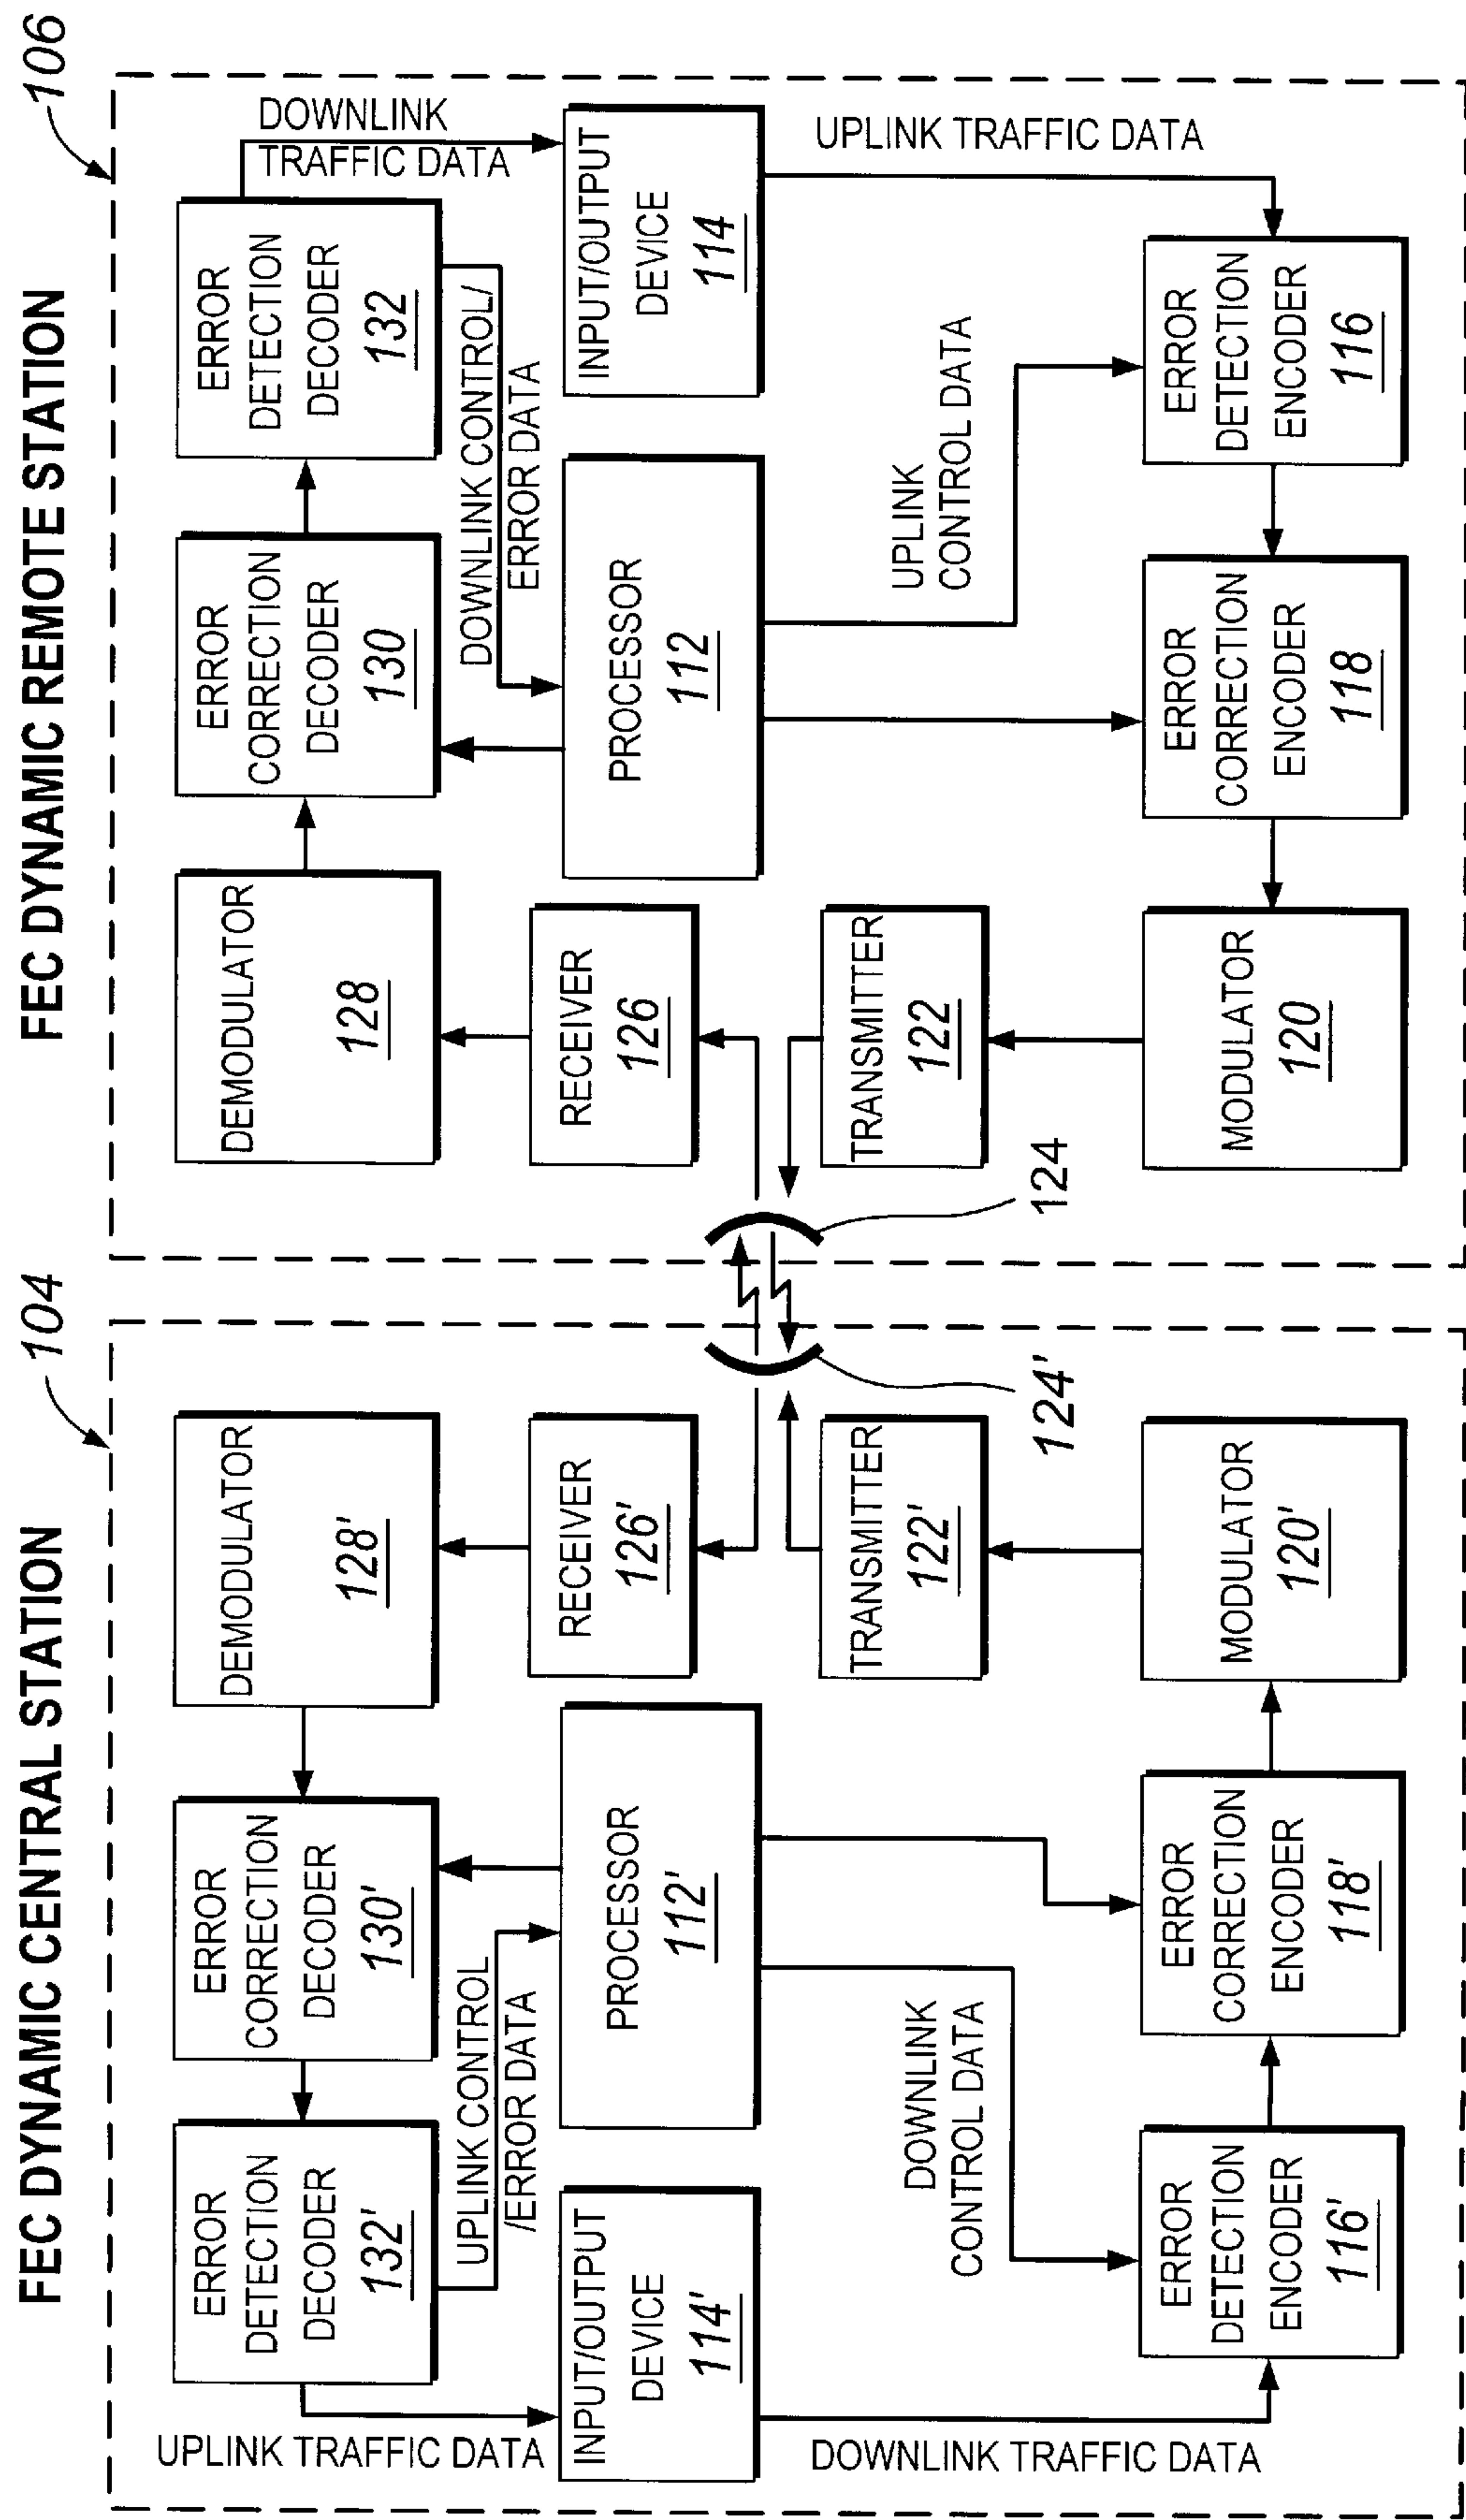 FEC DYNAMIC CENTRAL STATION
104
ERROR
DETECTION
DECODER
132'
ERROR
CORRECTION
DECODER
130'
DEMODULATOR
128'
UPLINK TRAFFIC DATA
UPLINK CONTROL
/ERROR DATA
INPUT/OUTPUT
DEVICE
114'
PROCESSOR
112'
RECEIVER
126'
TRANSMITTER
122'
124'
DOWNLINK TRAFFIC DATA
DOWNLINK
CONTROL DATA
ERROR
DETECTION
ENCODER
116'
ERROR
CORRECTION
ENCODER
118'
MODULATOR
120'
FEC DYNAMIC REMOTE STATION
106
DEMODULATOR
128
ERROR
CORRECTION
DECODER
130
ERROR
DETECTION
DECODER
132
DOWNLINK
TRAFFIC DATA
DOWNLINK CONTROL/
ERROR DATA
RECEIVER
126
PROCESSOR
112
INPUT/OUTPUT
DEVICE
114
TRANSMITTER
122
124
UPLINK
CONTROL DATA
UPLINK TRAFFIC DATA
MODULATOR
120
ERROR
CORRECTION
ENCODER
118
ERROR
DETECTION
ENCODER
116